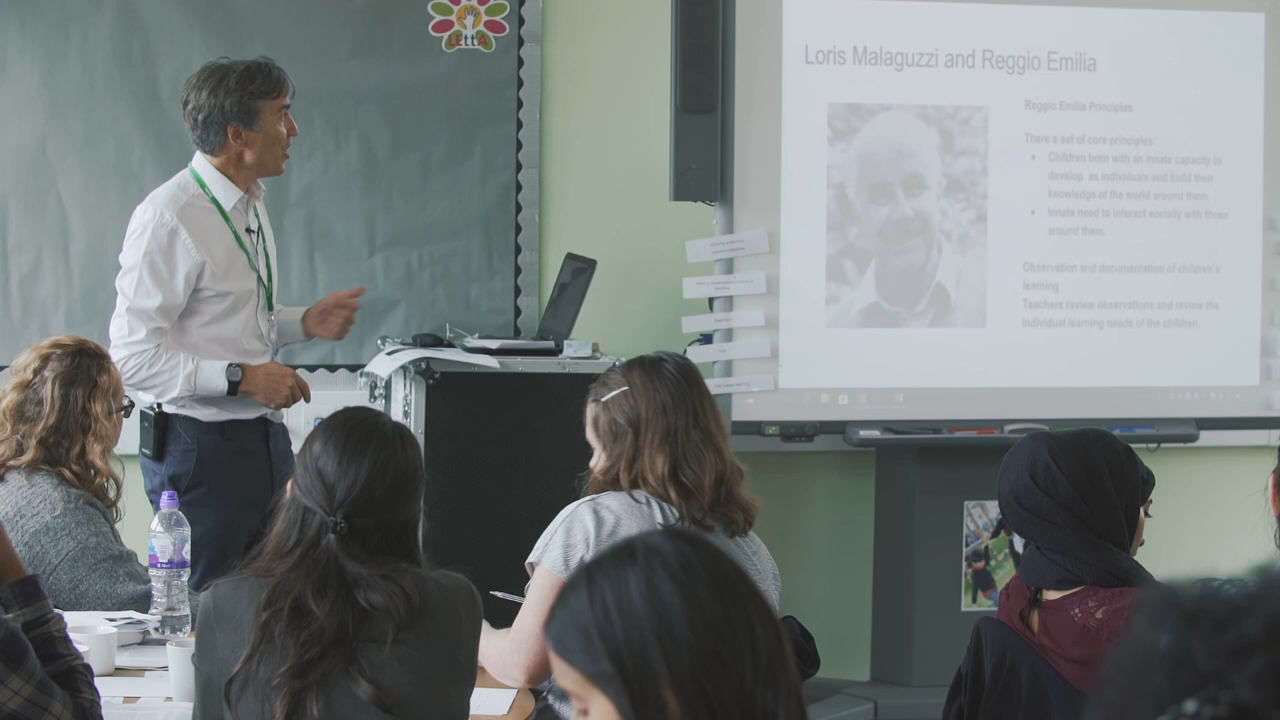 LEttA
Loris Malaguzzi and Reggio Emilia
Reggio Emilia Principles
There a set of core principles:
Children born with an innate capacity to
develop as individuals and build their
knowledge of the world around them.
Innate need to interact socially with those
around them.
Observation and documentation of children's
learning
Teachers review observations and review the
individual learning needs of the children.